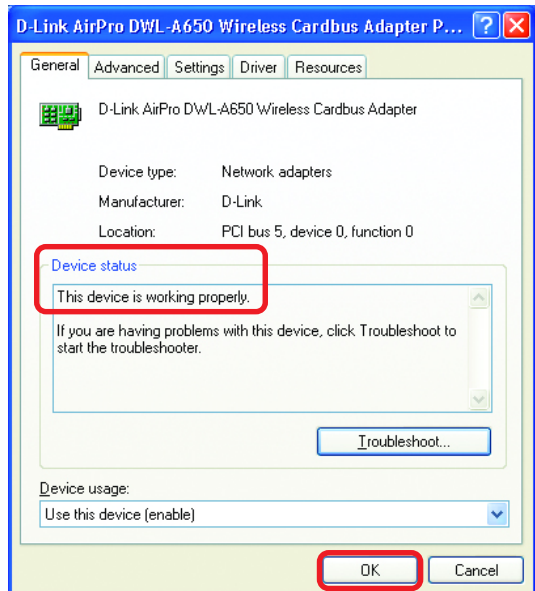 D-Link AirPro DWL-A650 Wireless Cardbus Adapter P...
General Advanced Settings Driver Resources
D-Link AirPro DWL-A650 Wireless Cardbus Adapter
Device type: Network adapters
Manufacturer: D-Link
Location: PCI bus 5, device 0, function 0
Device status
This device is working properly.
If you are having problems with this device, click Troubleshoot to
start the troubleshooter.
Troubleshoot...
Device usage:
Use this device (enable)
OK Cancel